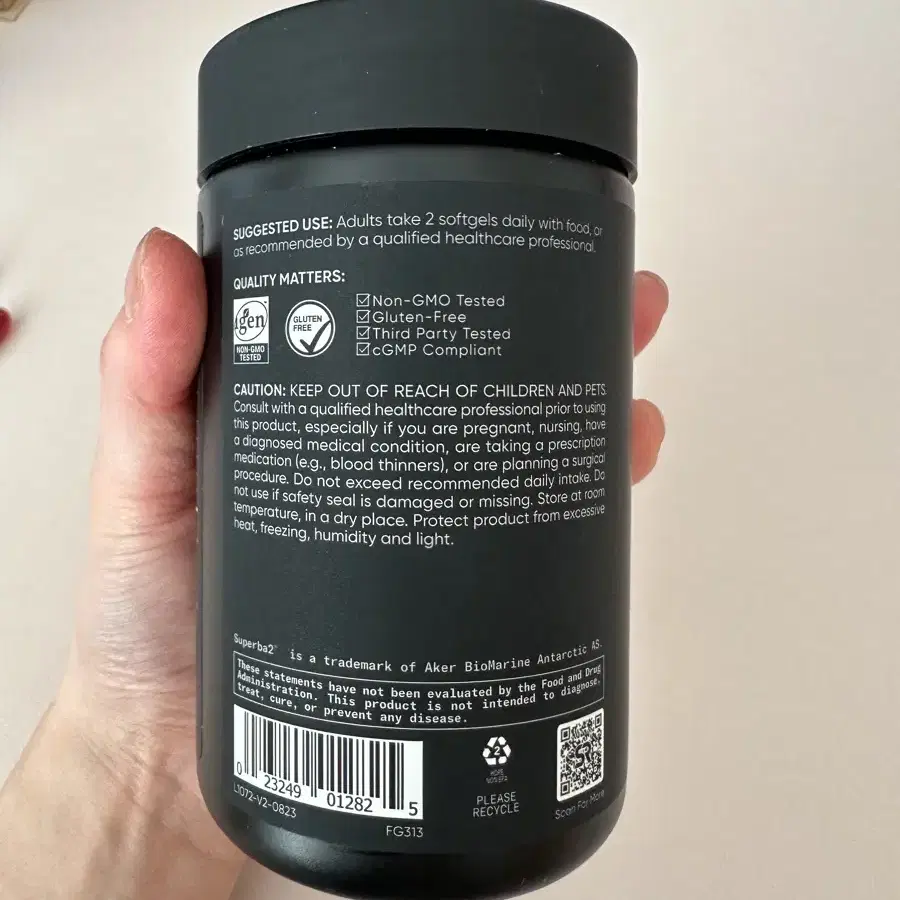 SUGGESTED USE: Adults take 2 softgels daily with food, or
as recommended by a qualified healthcare professional.
QUALITY MATTERS:
igen
NON-GMO
TESTED
GLUTEN
FREE
Non-GMO Tested
Gluten-Free
Third Party Tested
cGMP Compliant
CAUTION: KEEP OUT OF REACH OF CHILDREN AND PETS.
Consult with a qualified healthcare professional prior to using
this product, especially if you are pregnant, nursing, have
a diagnosed medical condition, are taking a prescription
medication (e.g., blood thinners), or are planning a surgical
procedure. Do not exceed recommended daily intake. Do
not use if safety seal is damaged or missing. Store at room
temperature, in a dry place. Protect product from excessive
heat, freezing, humidity and light.
Superba2™ is a trademark of Aker BioMarine Antarctic AS.
These statements have not been evaluated by the Food and Drug
Administration. This product is not intended to diagnose,
treat, cure, or prevent any disease.
0 23249 01282 5
L1072-V2-0823
FG313
2
HDPE
NON BPA
PLEASE
RECYCLE
SR
Scan For More